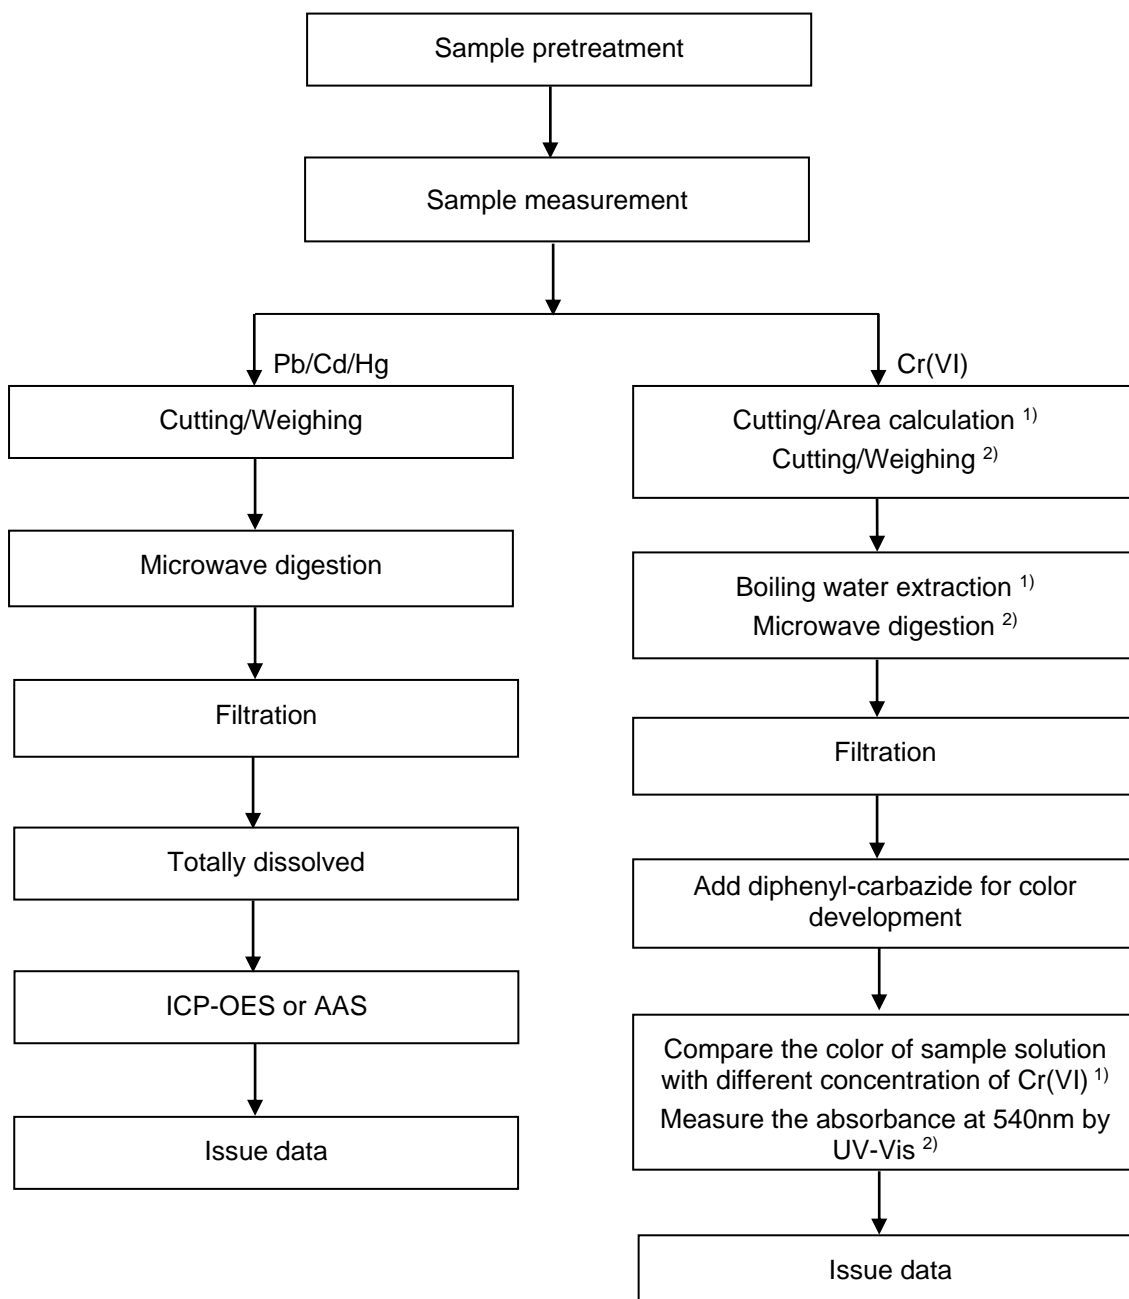 Sample pretreatment
Sample measurement
Pb/Cd/Hg
Cutting/Weighing
Microwave digestion
Filtration
Totally dissolved
ICP-OES or AAS
Issue data
Cr(VI)
Cutting/Area calculation 1)
Cutting/Weighing 2)
Boiling water extraction 1)
Microwave digestion 2)
Filtration
Add diphenyl-carbazide for color
development
Compare the color of sample solution
with different concentration of Cr(VI) 1)
Measure the absorbance at 540nm by
UV-Vis 2)
Issue data